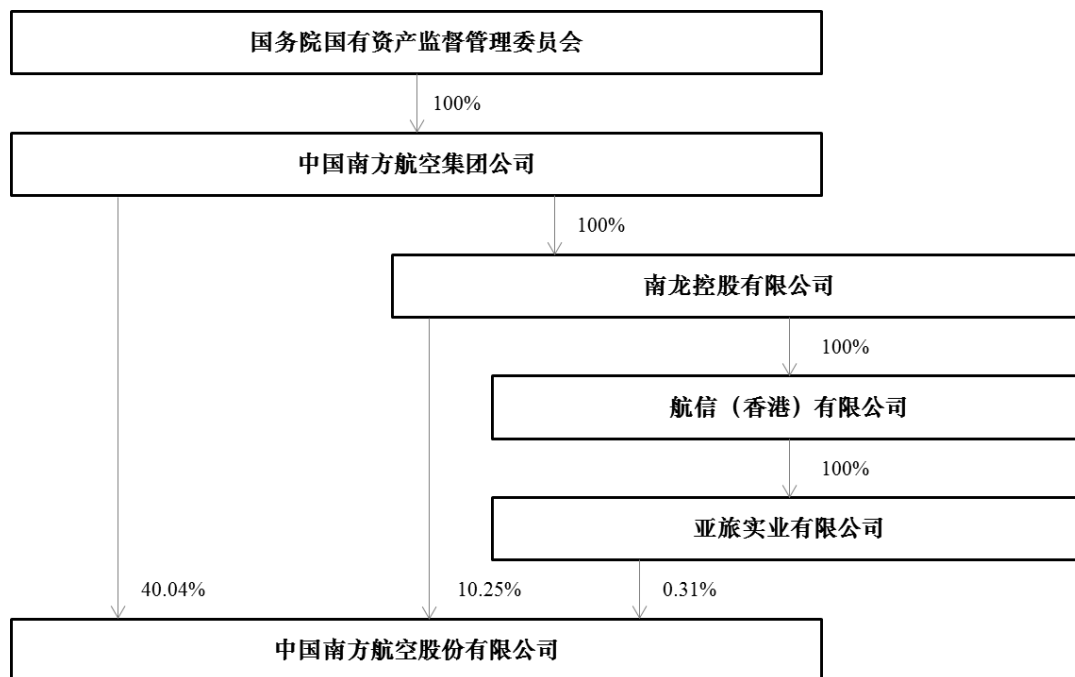 国务院国有资产监督管理委员会
100%
中国南方航空集团公司
100%
南龙控股有限公司
100%
航信（香港）有限公司
100%
亚旅实业有限公司
40.04%
10.25%
0.31%
中国南方航空股份有限公司